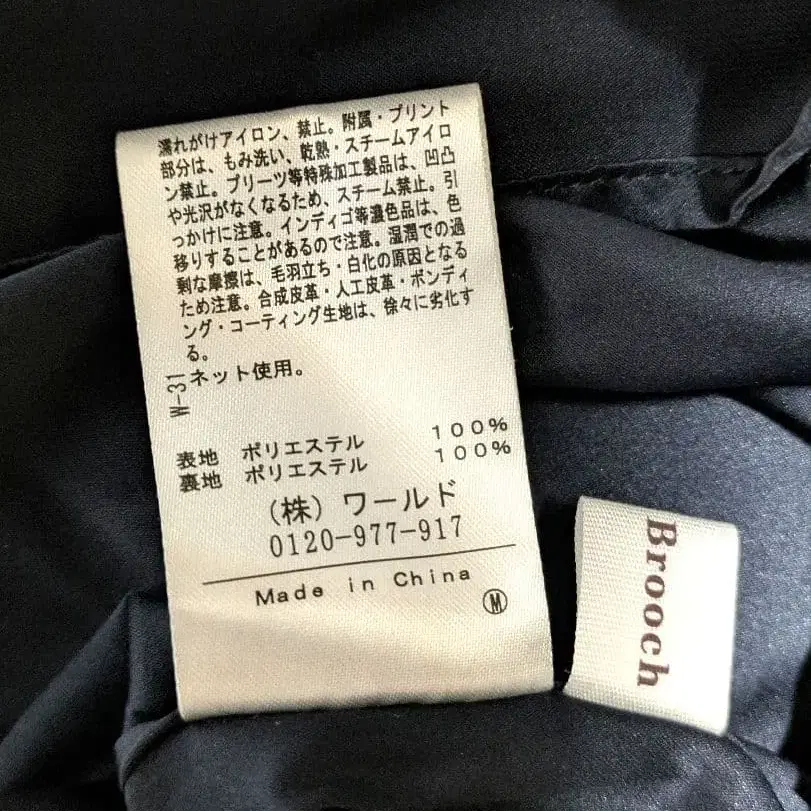 濡れがけアイロン、禁止。附属・プリント
部分は、もみ洗い、乾熱・スチームアイロ
ン禁止。プリーツ等特殊加工製品は、凹凸
や光沢がなくなるため、スチーム禁止。引
っかけに注意。インディゴ等濃色品は、色
移りすることがあるので注意。湿潤での過
剰な摩擦は、毛羽立ち・白化の原因となる
ため注意。合成皮革・人工皮革・ボンディ
ング・コーティング生地は、徐々に劣化す
る。
ネット使用。
W-31
表地 ポリエステル 100%
裏地 ポリエステル 100%
(株) ワールド
0120-977-917
Made in China
M
Brooch